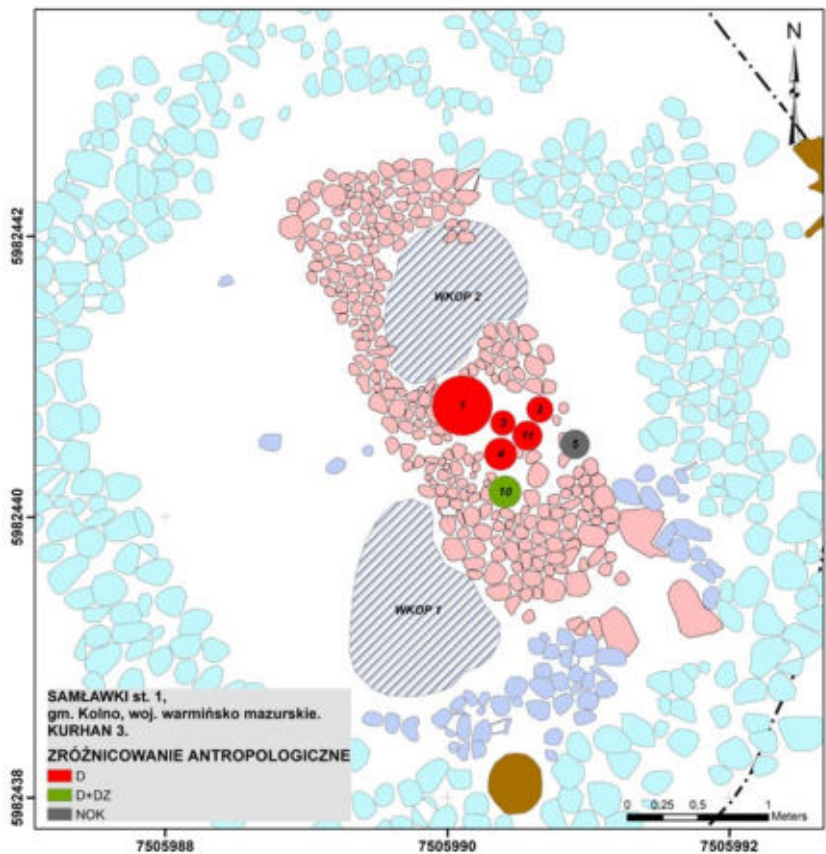 N
5982442
WKOP 2
1
2
3
11
4
5
10
5982440
WKOP 1
SAMŁAWKI st. 1,
gm. Kolno, woj. warmińsko mazurskie.
KURHAN 3.
ZRÓŻNICOWANIE ANTROPOLOGICZNE
D
D+DZ
NOK
5982438
0 0,25 0,5 1
Meters
7505988 7505990 7505992